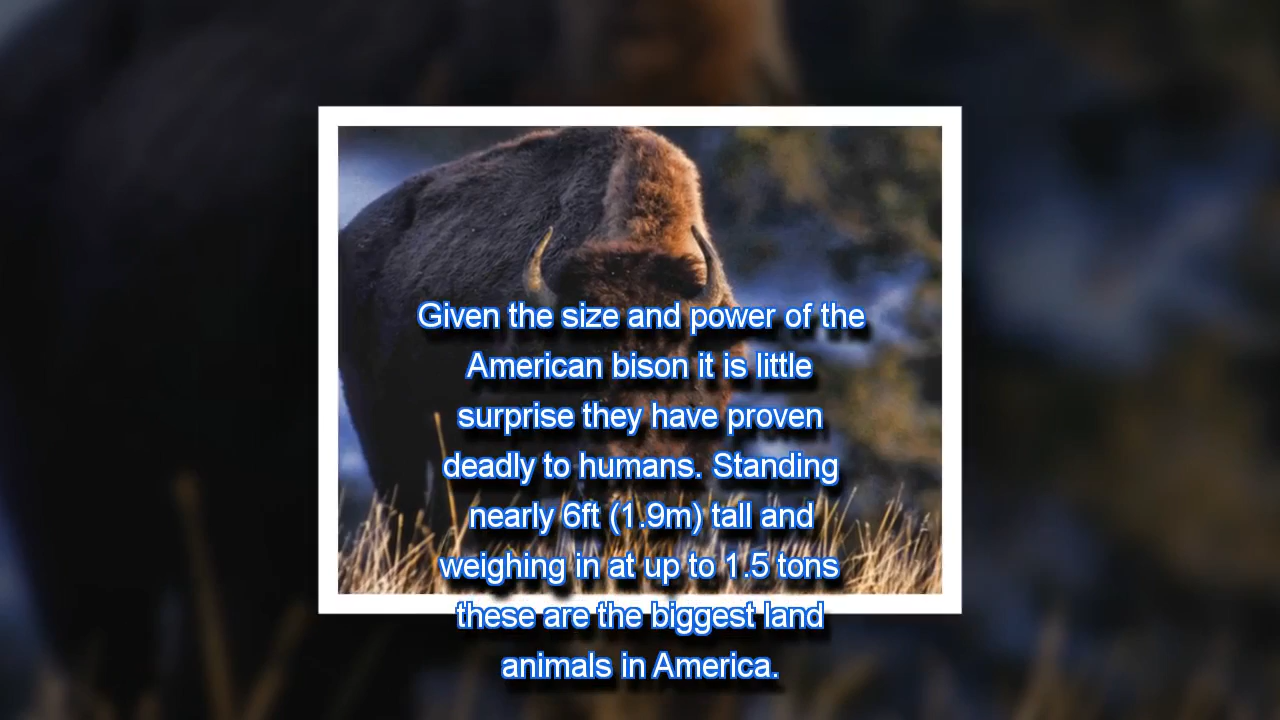 Given the size and power of the
American bison it is little
surprise they have proven
deadly to humans. Standing
nearly 6ft (1.9m) tall and
weighing in at up to 1.5 tons
these are the biggest land
animals in America.